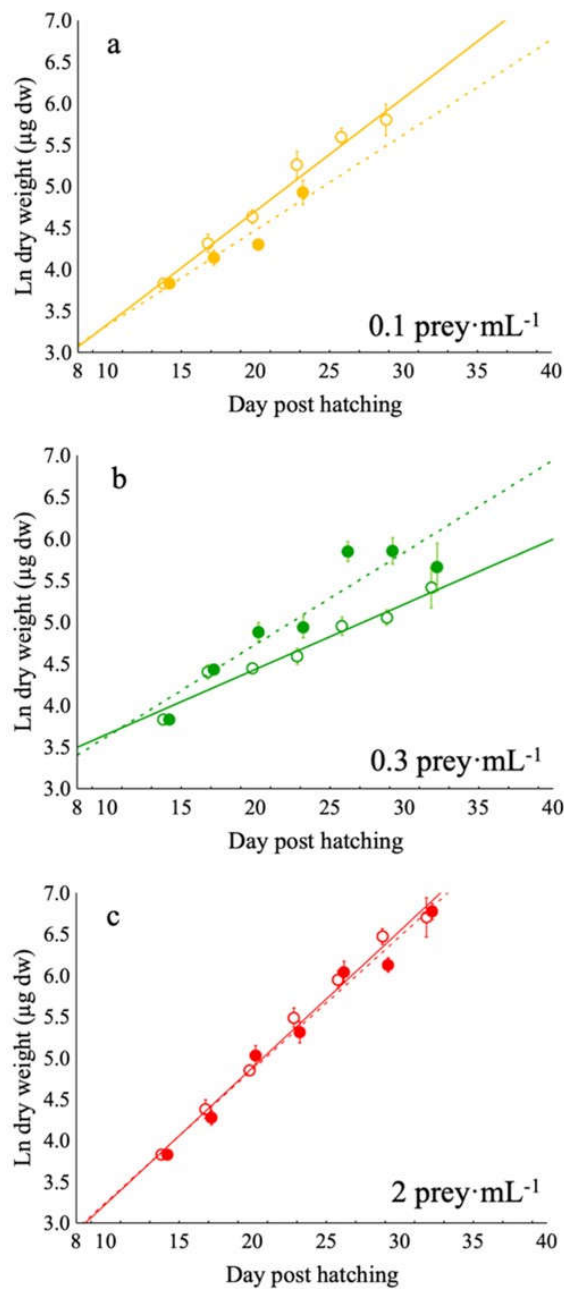 a
7.0
6.5
6.0
5.5
5.0
4.5
4.0
3.5
3.0
Ln dry weight (µg dw)
0.1 prey·mL⁻¹
8 10 15 20 25 30 35 40
Day post hatching
b
7.0
6.5
6.0
5.5
5.0
4.5
4.0
3.5
3.0
Ln dry weight (µg dw)
0.3 prey·mL⁻¹
8 10 15 20 25 30 35 40
Day post hatching
c
7.0
6.5
6.0
5.5
5.0
4.5
4.0
3.5
3.0
Ln dry weight (µg dw)
2 prey·mL⁻¹
8 10 15 20 25 30 35 40
Day post hatching